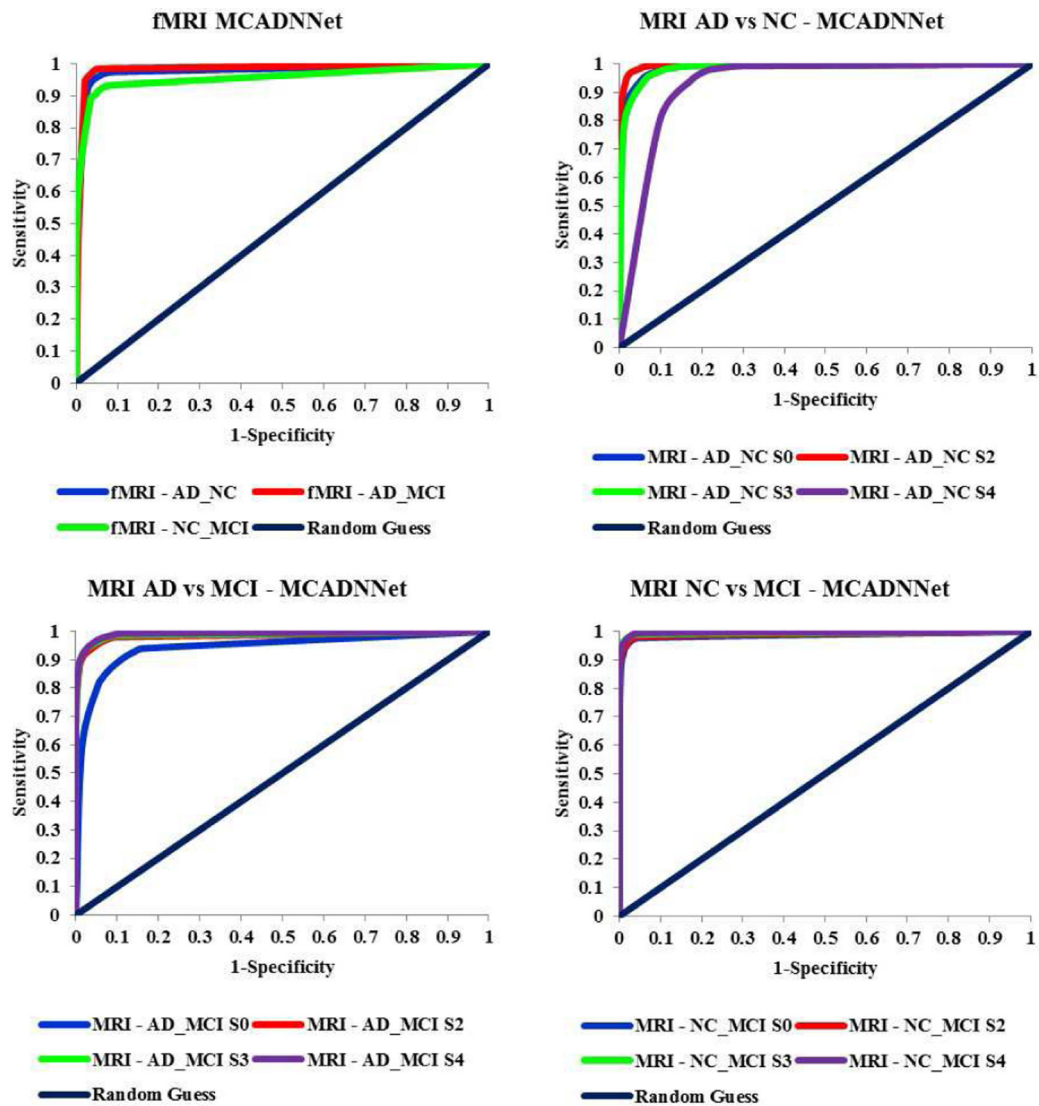 fMRI MCADNNet
1
0.9
0.8
0.7
0.6
0.5
0.4
0.3
0.2
0.1
0
Sensitivity
0 0.1 0.2 0.3 0.4 0.5 0.6 0.7 0.8 0.9 1
1-Specificity
fMRI - AD_NC fMRI - AD_MCI
fMRI - NC_MCI Random Guess
MRI AD vs NC - MCADNNet
1
0.9
0.8
0.7
0.6
0.5
0.4
0.3
0.2
0.1
0
Sensitivity
0 0.1 0.2 0.3 0.4 0.5 0.6 0.7 0.8 0.9 1
1-Specificity
MRI - AD_NC S0 MRI - AD_NC S2
MRI - AD_NC S3 MRI - AD_NC S4
Random Guess
MRI AD vs MCI - MCADNNet
1
0.9
0.8
0.7
0.6
0.5
0.4
0.3
0.2
0.1
0
Sensitivity
0 0.1 0.2 0.3 0.4 0.5 0.6 0.7 0.8 0.9 1
1-Specificity
MRI - AD_MCI S0 MRI - AD_MCI S2
MRI - AD_MCI S3 MRI - AD_MCI S4
Random Guess
MRI NC vs MCI - MCADNNet
1
0.9
0.8
0.7
0.6
0.5
0.4
0.3
0.2
0.1
0
Sensitivity
0 0.1 0.2 0.3 0.4 0.5 0.6 0.7 0.8 0.9 1
1-Specificity
MRI - NC_MCI S0 MRI - NC_MCI S2
MRI - NC_MCI S3 MRI - NC_MCI S4
Random Guess